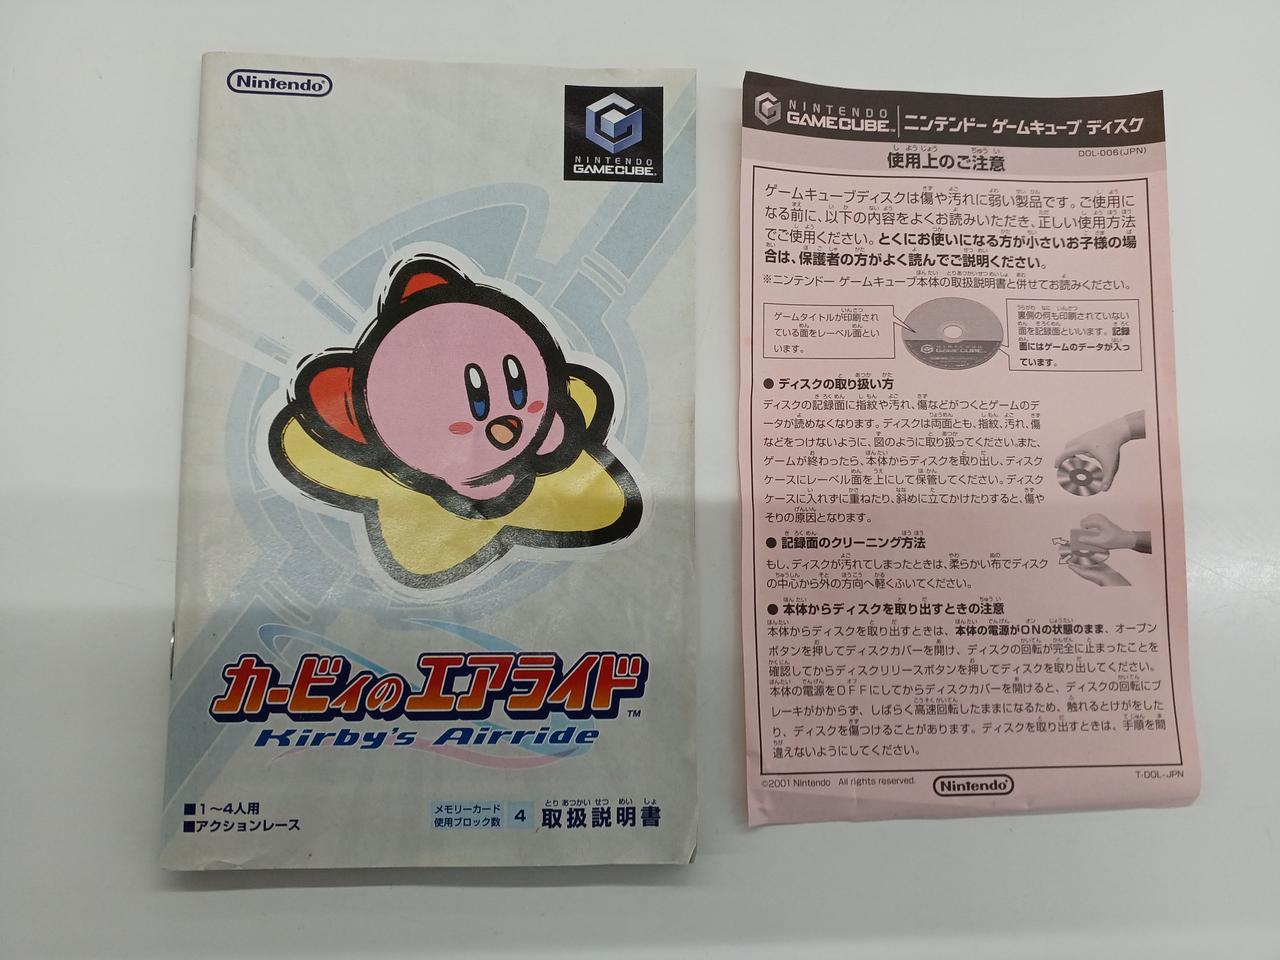 Nintendo®
NINTENDO
GAMECUBE™
カービィのエアライド™
Kirby's Airride
■1〜4人用
■アクションレース
メモリーカード
使用ブロック数
4
とりあつかいせつめいしょ
取扱説明書
NINTENDO
GAMECUBE™
ニンテンドー ゲームキューブ ディスク
しようじょう ちゅうい
使用上のご注意
DOL-006(JPN)
ゲームキューブディスクは傷や汚れに弱い製品です。ご使用に
なる前に、以下の内容をよくお読みいただき、正しい使用方法
でご使用ください。とくにお使いになる方が小さいお子様の場
合は、保護者の方がよく読んでご説明ください。
※ニンテンドー ゲームキューブ本体の取扱説明書と併せてお読みください。
ゲームタイトルが印刷され
ている面をレーベル面とい
います。
NINTENDO
GAMECUBE
裏側の何も印刷されていない
面を記録面といいます。記録
面にはゲームのデータが入っ
ています。
● ディスクの取り扱い方
ディスクの記録面に指紋や汚れ、傷などがつくとゲームのデ
ータが読めなくなります。ディスクは両面とも、指紋、汚れ、傷
などをつけないように、図のように取り扱ってください。また、
ゲームが終わったら、本体からディスクを取り出し、ディスク
ケースにレーベル面を上にして保管してください。ディスク
ケースに入れずに重ねたり、斜めに立てかけたりすると、傷や
そりの原因となります。
● 記録面のクリーニング方法
もし、ディスクが汚れてしまったときは、柔らかい布でディスク
の中心から外の方向へ軽くふいてください。
● 本体からディスクを取り出すときの注意
本体からディスクを取り出すときは、本体の電源がONの状態のまま、オープン
ボタンを押してディスクカバーを開け、ディスクの回転が完全に止まったことを
確認してからディスクリリースボタンを押してディスクを取り出してください。
本体の電源をOFFにしてからディスクカバーを開けると、ディスクの回転にブ
レーキがかからず、しばらく高速回転したままになるため、触れるとけがをした
り、ディスクを傷つけることがあります。ディスクを取り出すときは、手順を間
違えないようにしてください。
©2001 Nintendo All rights reserved.
Nintendo®
T-DOL-JPN